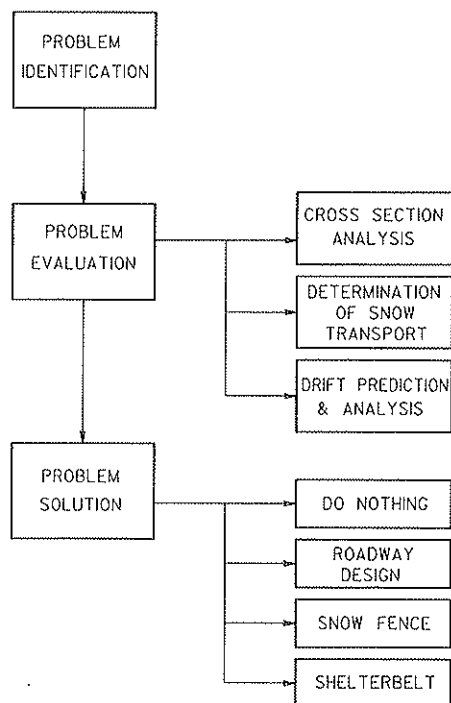 PROBLEM
IDENTIFICATION
PROBLEM
EVALUATION
CROSS SECTION
ANALYSIS
DETERMINATION
OF SNOW
TRANSPORT
DRIFT PREDICTION
& ANALYSIS
PROBLEM
SOLUTION
DO NOTHING
ROADWAY
DESIGN
SNOW FENCE
SHELTERBELT